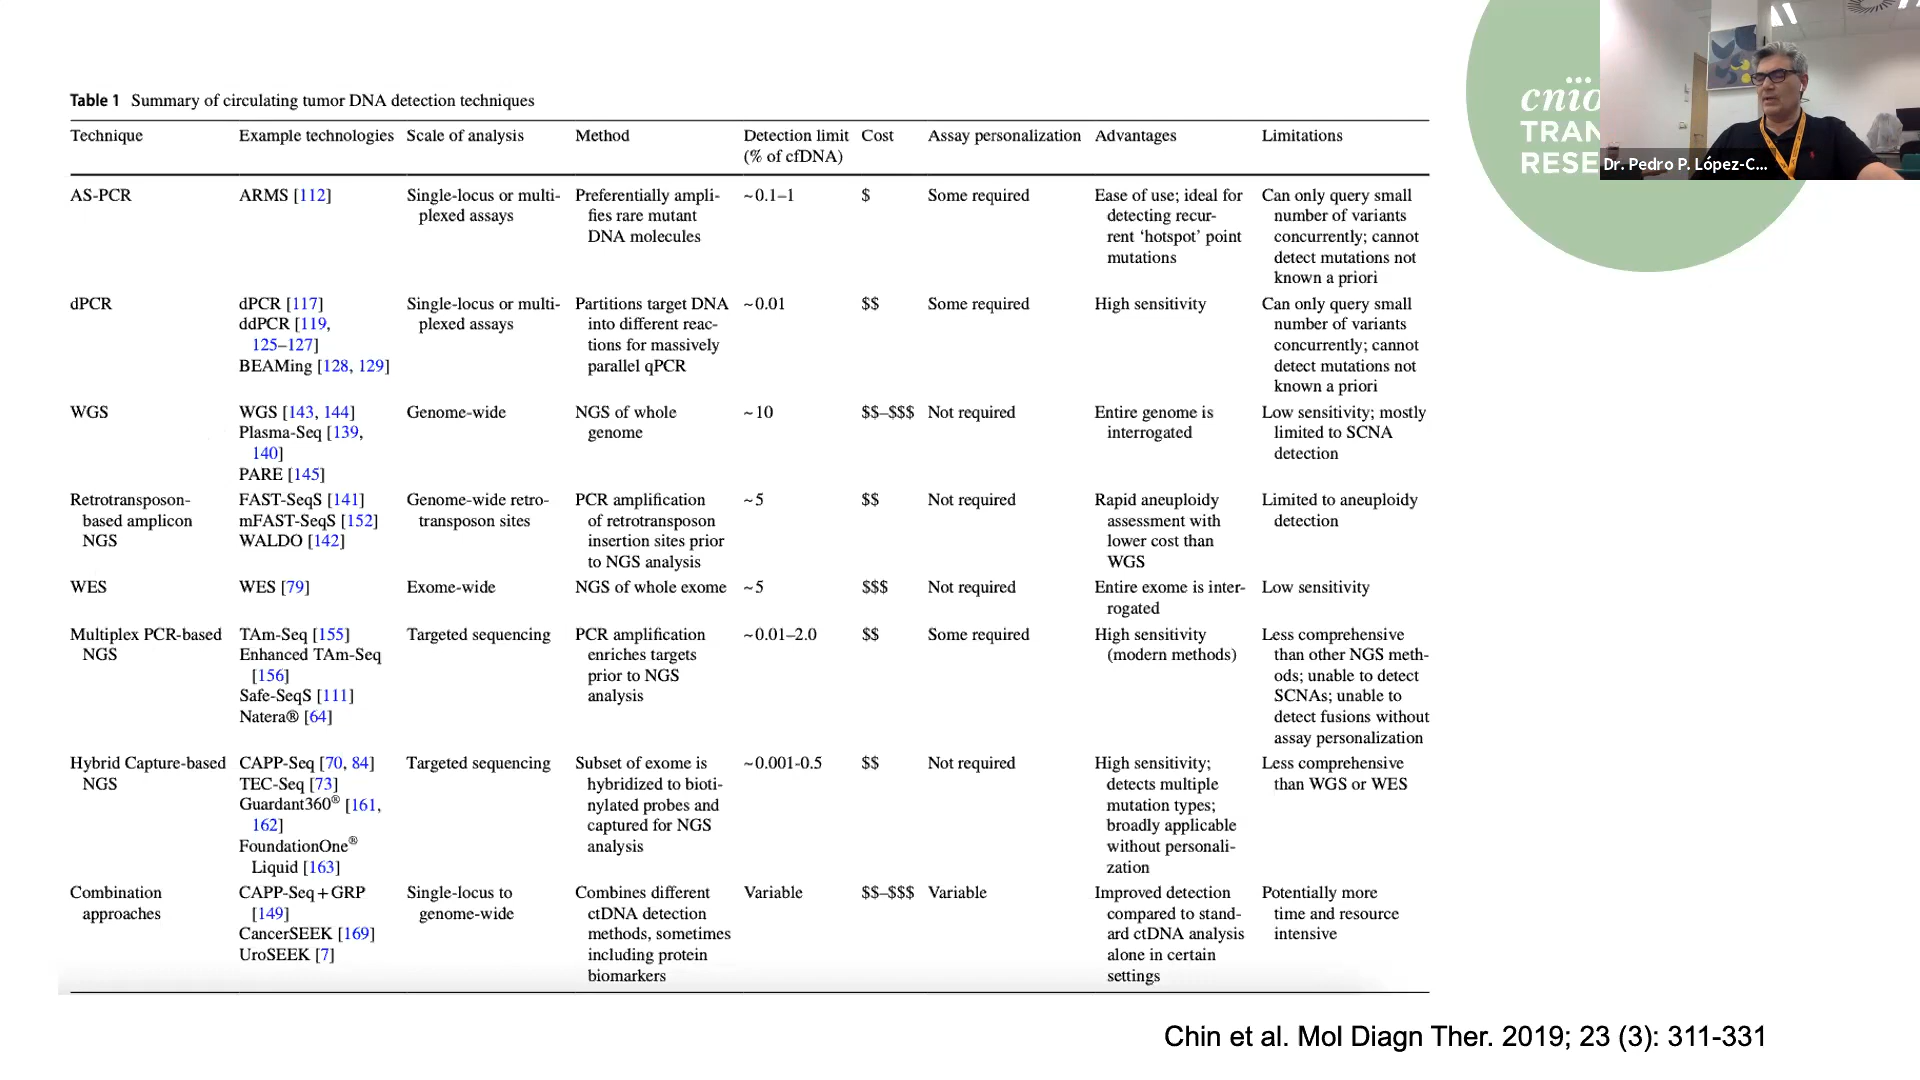 Table 1 Summary of circulating tumor DNA detection techniques
Technique Example technologies Scale of analysis Method Detection limit (% of cfDNA) Cost Assay personalization Advantages Limitations
AS-PCR
ARMS [112]
Single-locus or multi-
plexed assays
Preferentially ampli-
fies rare mutant
DNA molecules
~0.1–1
$
Some required
Ease of use; ideal for
detecting recur-
rent ‘hotspot’ point
mutations
Can only query small
number of variants
concurrently; cannot
detect mutations not
known a priori
dPCR
dPCR [117]
ddPCR [119,
125–127]
BEAMing [128, 129]
Single-locus or multi-
plexed assays
Partitions target DNA
into different reac-
tions for massively
parallel qPCR
~0.01
$$
Some required
High sensitivity
Can only query small
number of variants
concurrently; cannot
detect mutations not
known a priori
WGS
WGS [143, 144]
Plasma-Seq [139,
140]
PARE [145]
Genome-wide
NGS of whole
genome
~10
$$–$$$
Not required
Entire genome is
interrogated
Low sensitivity; mostly
limited to SCNA
detection
Retrotransposon-
based amplicon
NGS
FAST-SeqS [141]
mFAST-SeqS [152]
WALDO [142]
Genome-wide retro-
transposon sites
PCR amplification
of retrotransposon
insertion sites prior
to NGS analysis
~5
$$
Not required
Rapid aneuploidy
assessment with
lower cost than
WGS
Limited to aneuploidy
detection
WES
WES [79]
Exome-wide
NGS of whole exome
~5
$$$
Not required
Entire exome is inter-
rogated
Low sensitivity
Multiplex PCR-based
NGS
TAm-Seq [155]
Enhanced TAm-Seq
[156]
Safe-SeqS [111]
Natera® [64]
Targeted sequencing
PCR amplification
enriches targets
prior to NGS
analysis
~0.01–2.0
$$
Some required
High sensitivity
(modern methods)
Less comprehensive
than other NGS meth-
ods; unable to detect
SCNAs; unable to
detect fusions without
assay personalization
Hybrid Capture-based
NGS
CAPP-Seq [70, 84]
TEC-Seq [73]
Guardant360® [161,
162]
FoundationOne®
Liquid [163]
Targeted sequencing
Subset of exome is
hybridized to bioti-
nylated probes and
captured for NGS
analysis
~0.001-0.5
$$
Not required
High sensitivity;
detects multiple
mutation types;
broadly applicable
without personali-
zation
Less comprehensive
than WGS or WES
Combination
approaches
CAPP-Seq+GRP
[149]
CancerSEEK [169]
UroSEEK [7]
Single-locus to
genome-wide
Combines different
ctDNA detection
methods, sometimes
including protein
biomarkers
Variable
$$–$$$
Variable
Improved detection
compared to stand-
ard ctDNA analysis
alone in certain
settings
Potentially more
time and resource
intensive
cnio
TRAN
RESE
Dr. Pedro P. López-C...
Chin et al. Mol Diagn Ther. 2019; 23 (3): 311-331